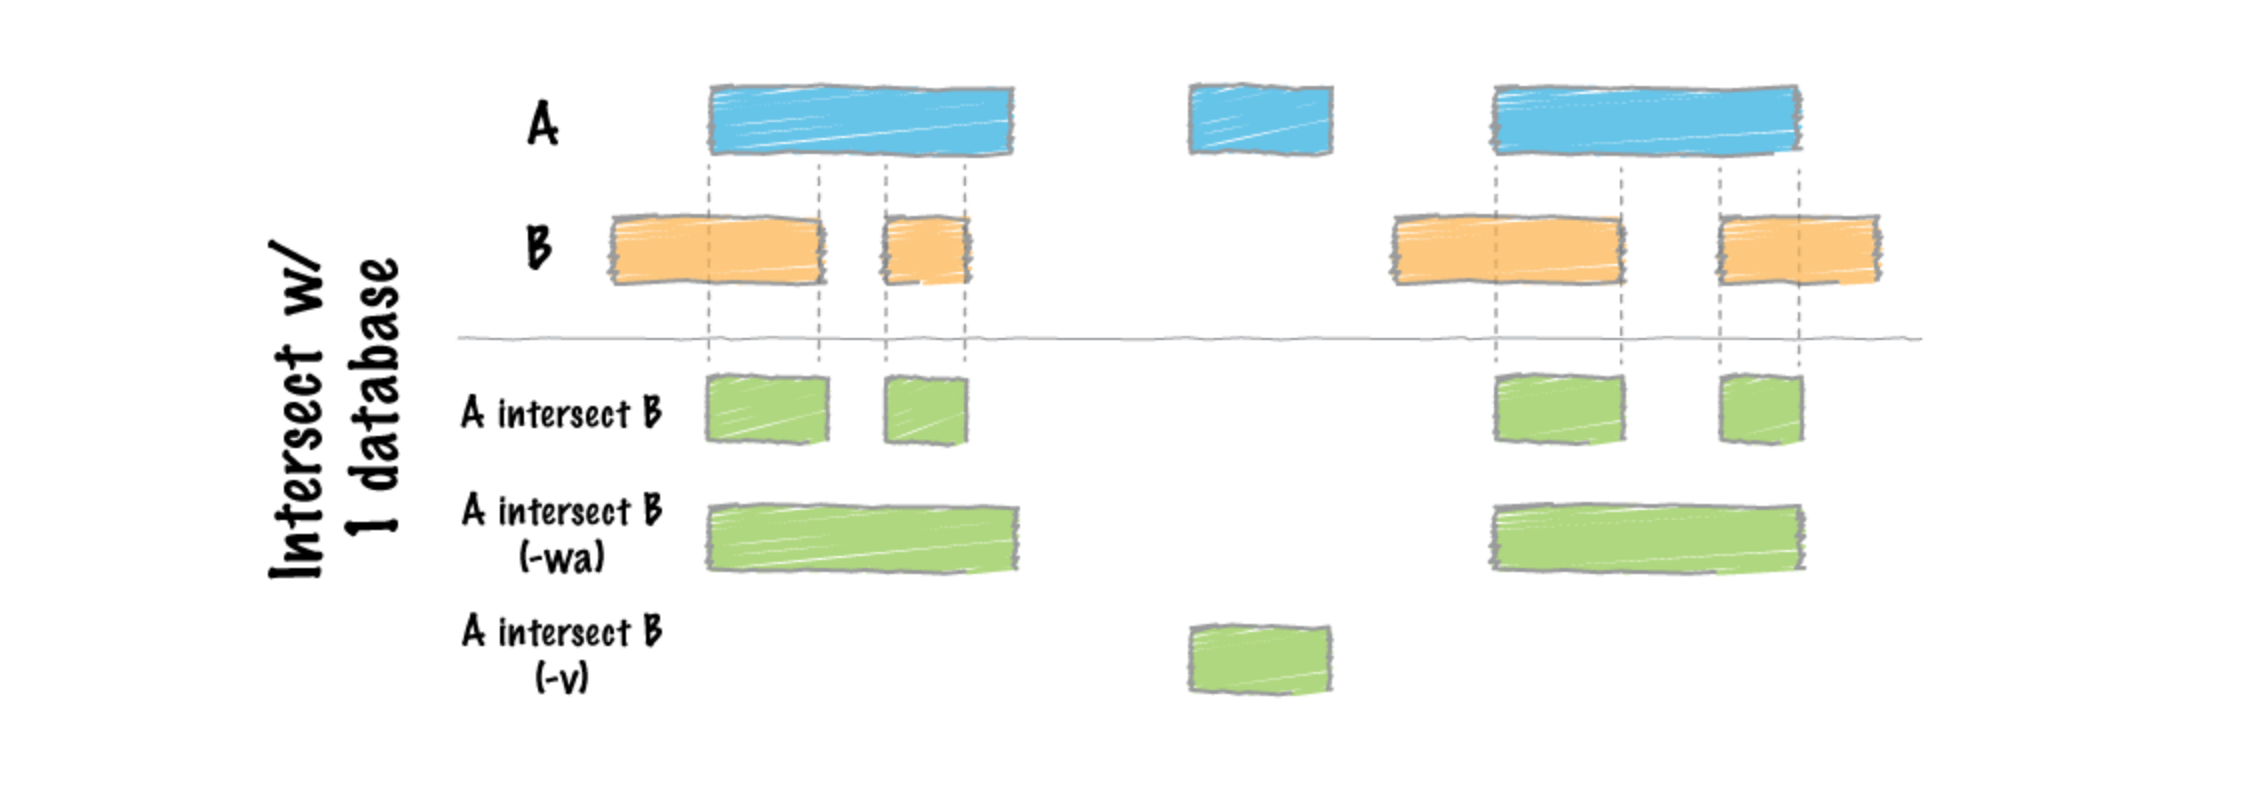 Intersect w/
1 database
A
B
A intersect B
A intersect B
(-wa)
A intersect B
(-v)